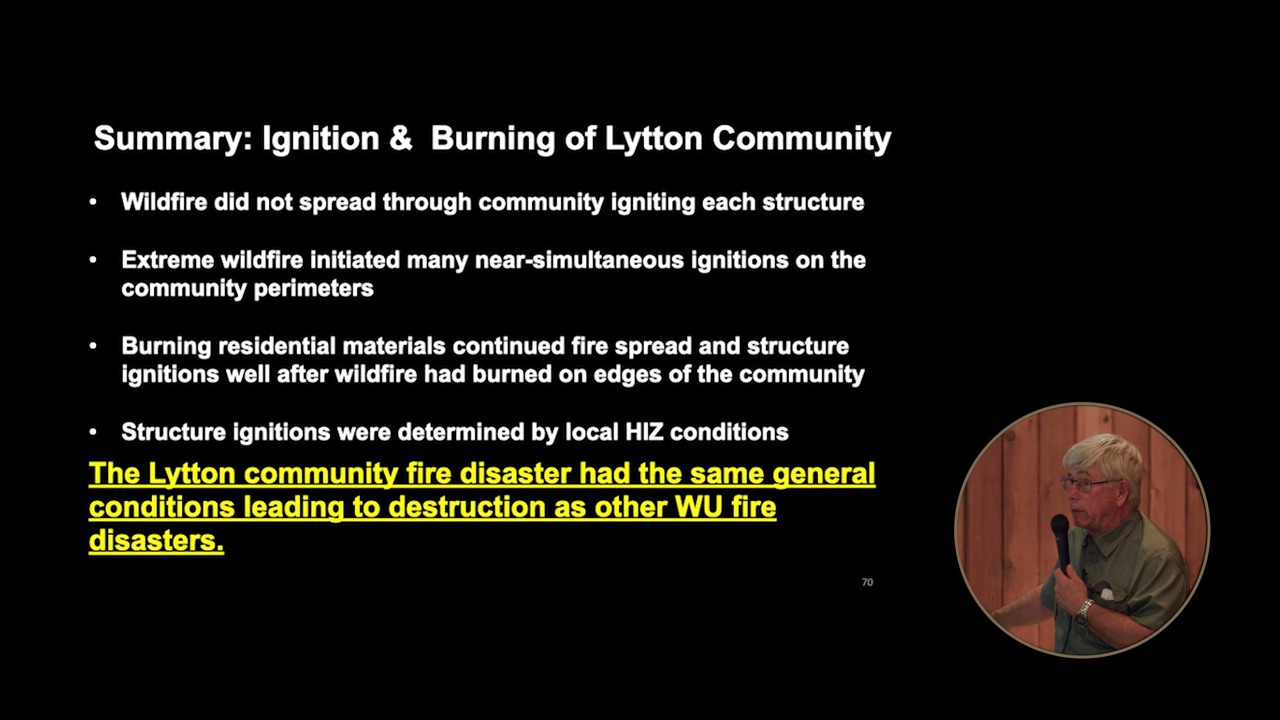 Summary: Ignition & Burning of Lytton Community
• Wildfire did not spread through community igniting each structure
• Extreme wildfire initiated many near-simultaneous ignitions on the
community perimeters
• Burning residential materials continued fire spread and structure
ignitions well after wildfire had burned on edges of the community
• Structure ignitions were determined by local HIZ conditions
The Lytton community fire disaster had the same general
conditions leading to destruction as other WU fire
disasters.
70